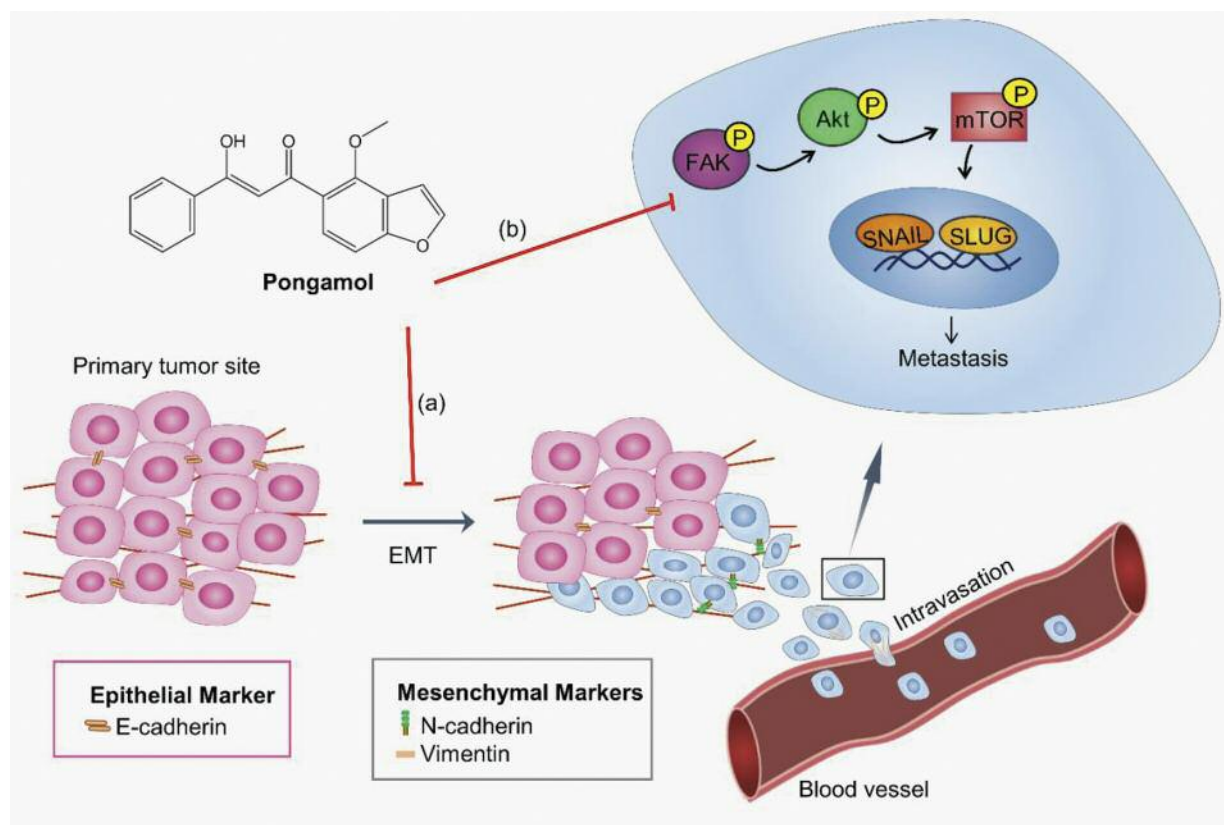 OH
O
O
O
Pongamol
(b)
(a)
FAK
P
Akt
P
mTOR
P
SNAIL
SLUG
Metastasis
Primary tumor site
EMT
Intravasation
Blood vessel
Epithelial Marker
E-cadherin
Mesenchymal Markers
N-cadherin
Vimentin